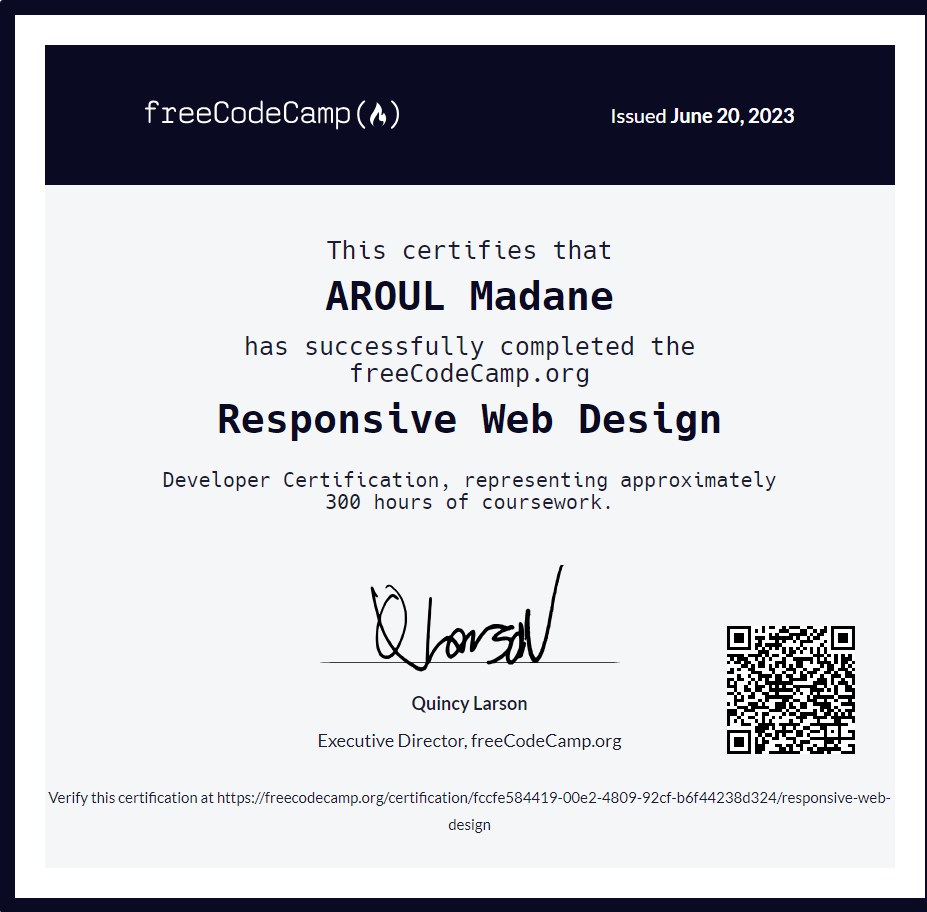 freeCodeCamp
Issued June 20, 2023
This certifies that
AROUL Madane
has successfully completed the
freeCodeCamp.org
Responsive Web Design
Developer Certification, representing approximately
300 hours of coursework.
Q Larson
Quincy Larson
Executive Director, freeCodeCamp.org
Verify this certification at https://freecodecamp.org/certification/fccfe584419-00e2-4809-92cf-b6f44238d324/responsive-web-
design